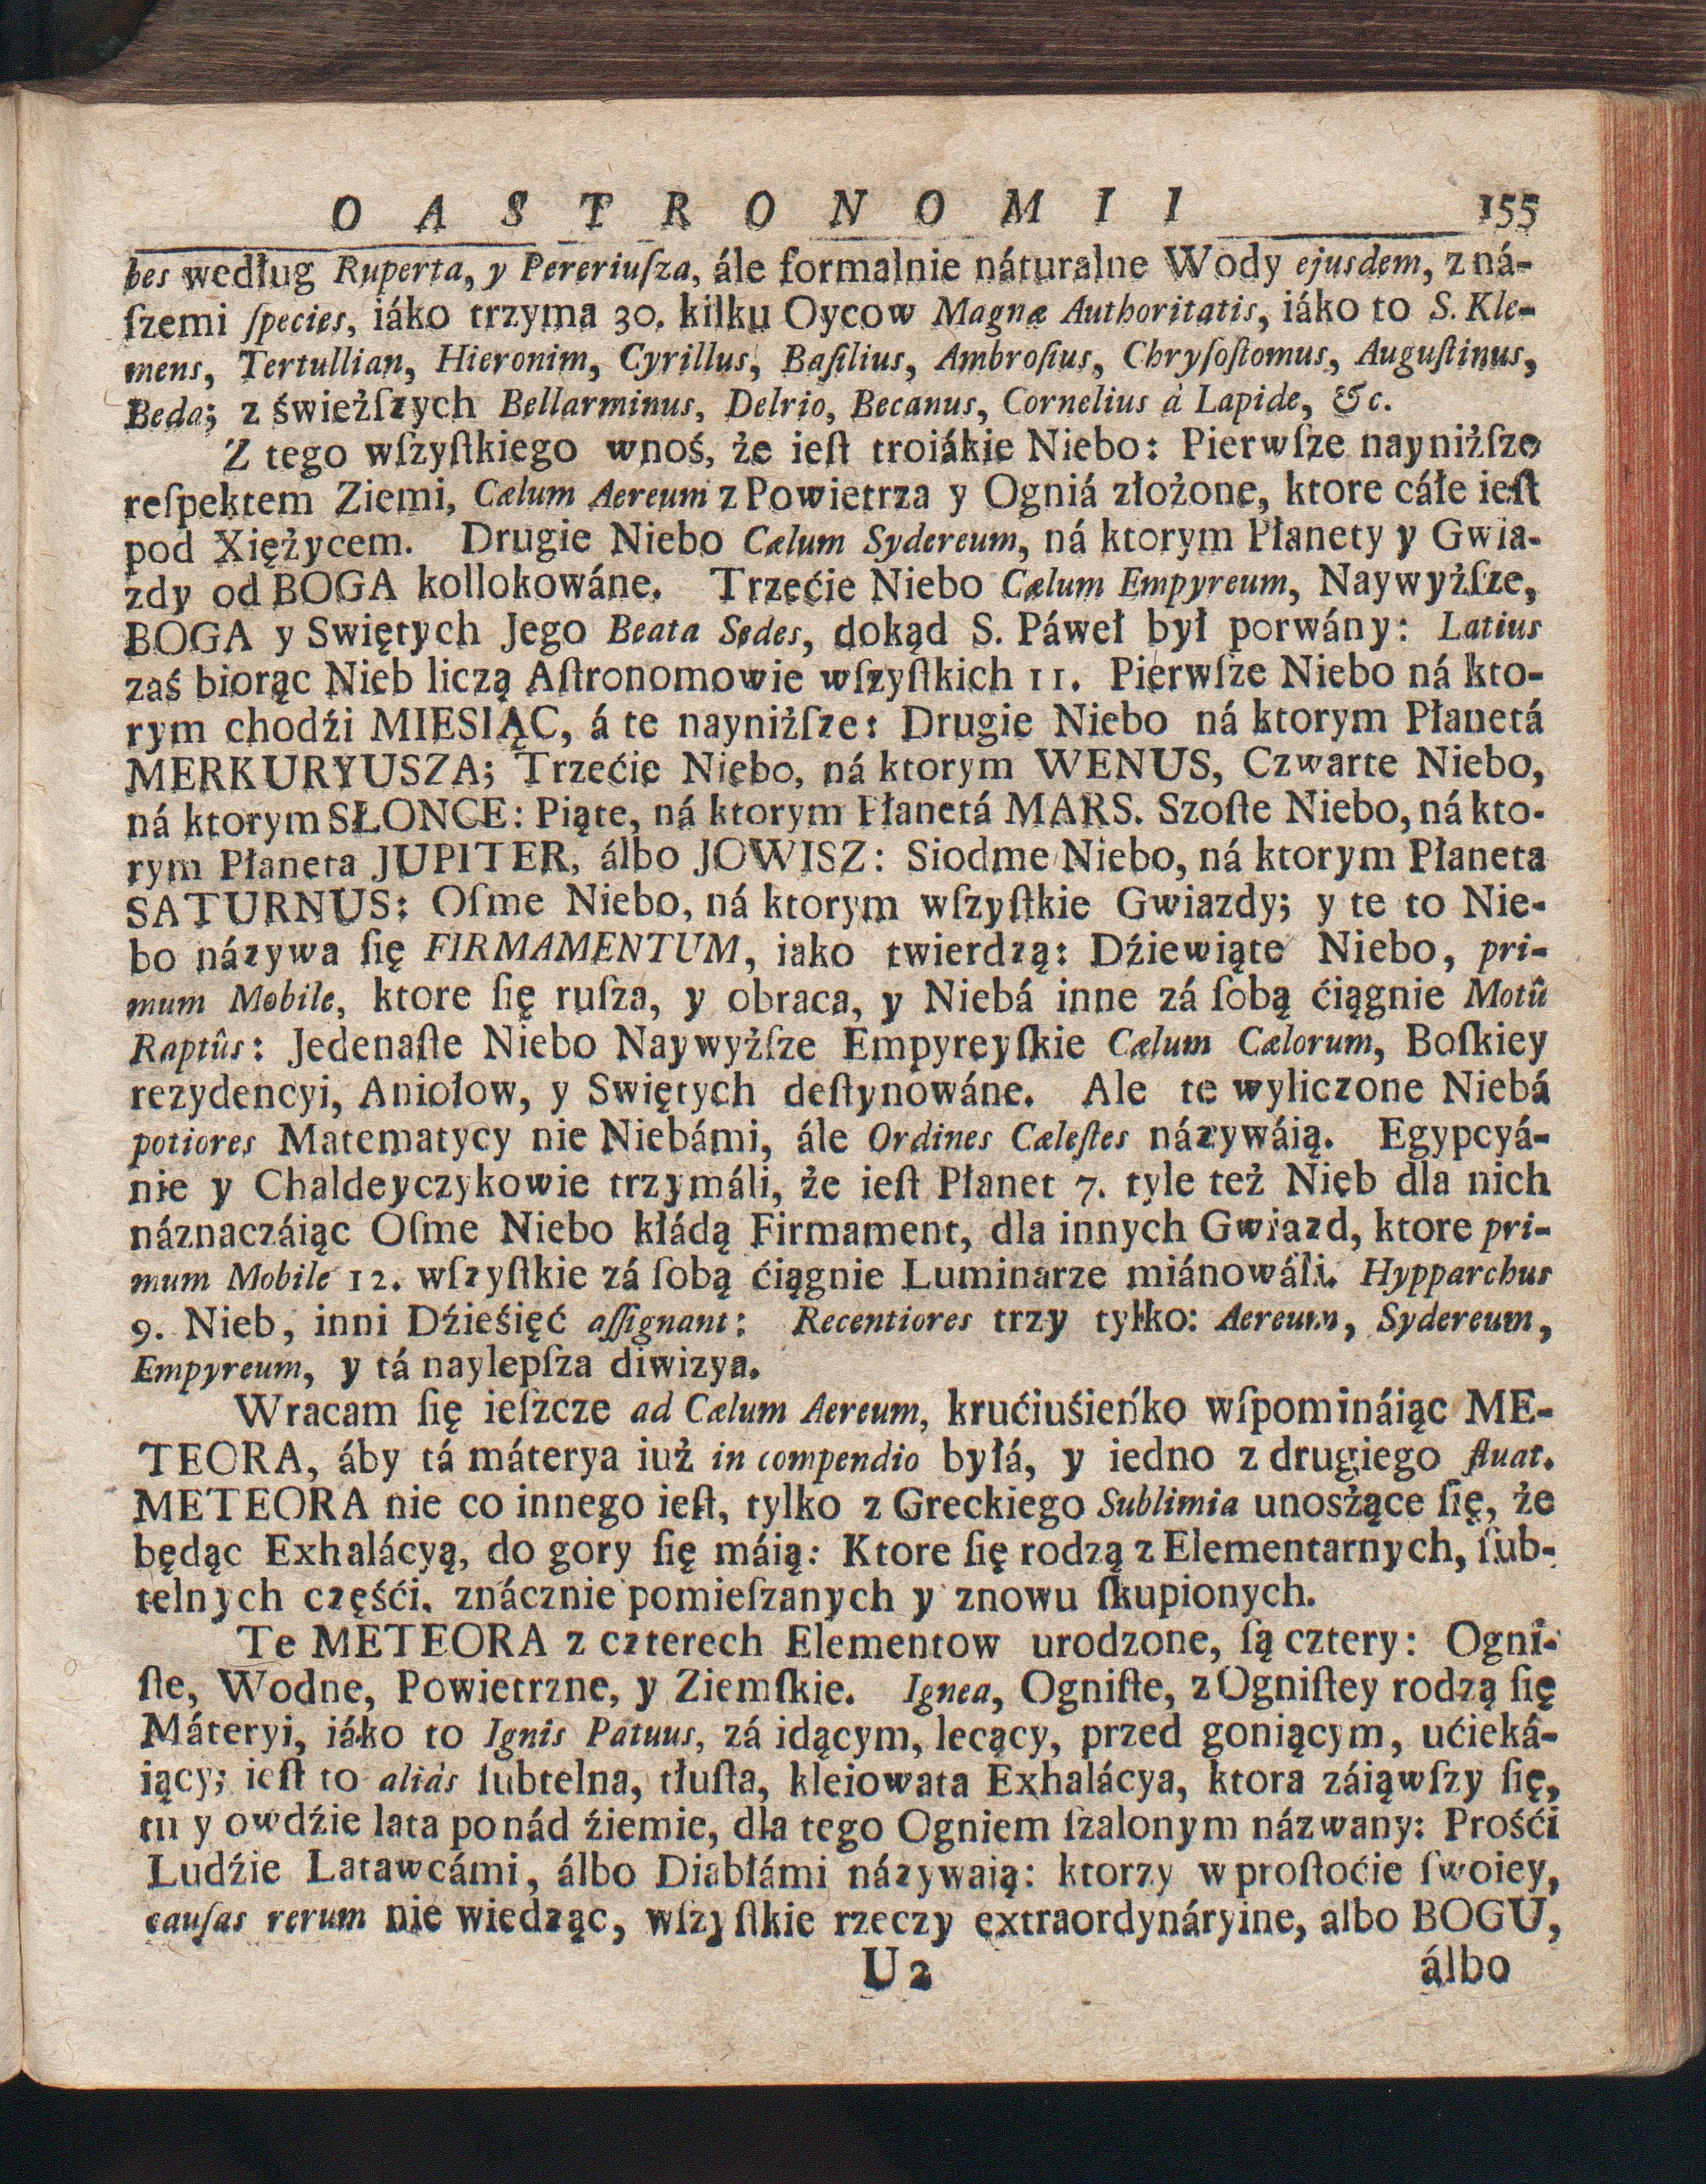 O ASTRONOMII 155
bes według Ruperta, y Pereriuſza, ále formalnie náturalne Wody ejusdem, z ná-
ſzemi ſpecies, iáko trzyma 30. kilku Oycow Magnæ Authoritatis, iáko to S. Kle-
mens, Tertullian, Hieronim, Cyrillus, Baſilius, Ambroſius, Chryſoſtomus, Auguſtinus,
Beda; z świeżſzych Bellarminus, Delrio, Becanus, Cornelius à Lapide, &c.
Z tego wſzyſtkiego wnoś, że ieſt troiákie Niebo: Pierwſze nayniżſze
reſpektem Ziemi, Cælum Aereum z Powietrza y Ogniá złożone, ktore cáłe ieſt
pod Xiężycem. Drugie Niebo Cælum Sydereum, ná ktorym Płanety y Gwia-
zdy od BOGA kollokowáne. Trzećie Niebo Cælum Empyreum, Naywyżſze,
BOGA y Swiętych Jego Beata Sedes, dokąd S. Páweł był porwány: Latius
zaś biorąc Nieb liczą Aſtronomowie wſzyſtkich 11. Pierwſze Niebo ná kto-
rym chodźi MIESIĄC, á te nayniżſze: Drugie Niebo ná ktorym Płanetá
MERKURYUSZA; Trzećie Niebo, ná ktorym WENUS, Czwarte Niebo,
ná ktorym SŁONCE: Piąte, ná ktorym Płanetá MARS. Szoſte Niebo, ná kto-
rym Płaneta JUPITER, álbo JOWISZ: Siodme Niebo, ná ktorym Płaneta
SATURNUS: Oſme Niebo, ná ktorym wſzyſtkie Gwiazdy; y te to Nie-
bo názywa ſię FIRMAMENTUM, iako twierdzą: Dźiewiąte Niebo, pri-
mum Mobile, ktore ſię ruſza, y obraca, y Niebá inne zá ſobą ćiągnie Motû
Raptûs: Jedenaſte Niebo Naywyżſze Empyreyſkie Cælum Cælorum, Boſkiey
rezydencyi, Aniołow, y Swiętych deſtynowáne. Ale te wyliczone Niebá
potiores Matematycy nie Niebámi, ále Ordines Cæleſtes názywáią. Egypcyá-
nie y Chaldeyczykowie trzymáli, że ieſt Płanet 7. tyle też Nieb dla nich
náznaczáiąc Oſme Niebo kłádą Firmament, dla innych Gwiazd, ktore pri-
mum Mobile 12. wſzyſtkie zá ſobą ćiągnie Luminarze miánowáli. Hypparchus
9. Nieb, inni Dźieśięć aſſignant: Recentiores trzy tylko: Aereum, Sydereum,
Empyreum, y tá naylepſza diwizya.
Wracam ſię ieſzcze ad Cælum Aereum, krućiuśieńko wſpomináiąc ME-
TEORA, áby tá máterya iuż in compendio byłá, y iedno z drugiego fluat.
METEORA nie co innego ieſt, tylko z Greckiego Sublimia unosżące ſię, że
będąc Exhalácyą, do gory ſię máią: Ktore ſię rodzą z Elementarnych, ſub-
telnych częśći, znácznie pomieſzanych y znowu ſkupionych.
Te METEORA z czterech Elementow urodzone, ſą cztery: Ogni-
ſte, Wodne, Powietrzne, y Ziemſkie. Ignea, Ogniſte, z Ogniſtey rodzą ſię
Máteryi, iáko to Ignis Patuus, zá idącym, lecący, przed goniącym, ućieká-
iący; ieſt to aliàs ſubtelna, tłuſta, kleiowata Exhalácya, ktora záiąwſzy ſię,
tu y owdźie lata ponád źiemie, dla tego Ogniem ſzalonym názwany: Prośći
Ludźie Latawcámi, álbo Diabłámi názywaią: ktorzy w proſtoćie ſwoiey,
cauſas rerum nie wiedząc, wſzyſtkie rzeczy extraordynáryine, albo BOGU,
U 2 álbo